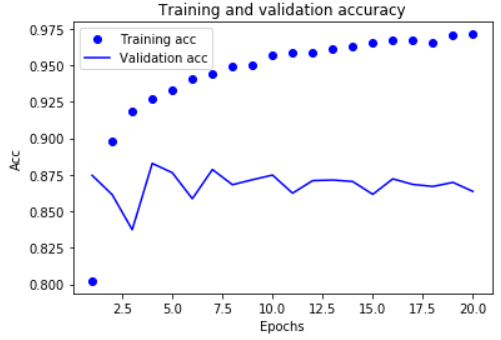 Training and validation accuracy
0.975
0.950
0.925
0.900
0.875
0.850
0.825
0.800
Acc
Training acc
Validation acc
2.5 5.0 7.5 10.0 12.5 15.0 17.5 20.0
Epochs